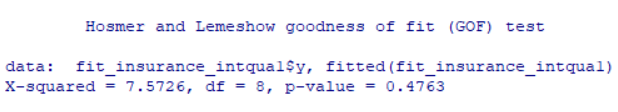 Hosmer and Lemeshow goodness of fit (GOF) test
data: fit_insurance_intqual$y, fitted(fit_insurance_intqual)
X-squared = 7.5726, df = 8, p-value = 0.4763